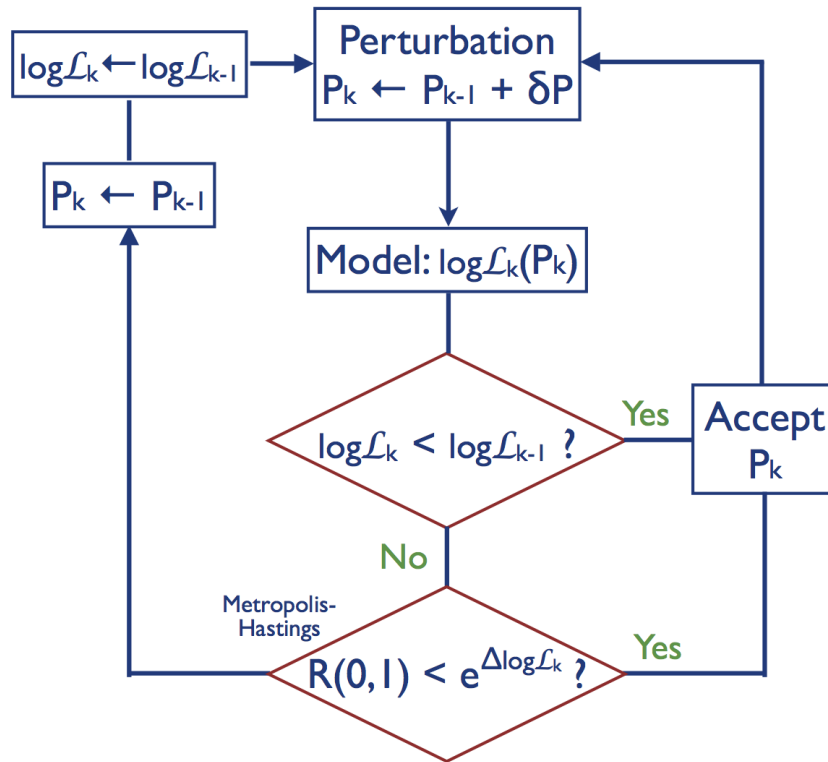 logℒₖ ← logℒₖ₋₁
Perturbation
Pₖ ← Pₖ₋₁ + δP
Pₖ ← Pₖ₋₁
Model: logℒₖ(Pₖ)
logℒₖ < logℒₖ₋₁ ?
Yes
Accept
Pₖ
No
Metropolis-
Hastings
R(0,1) < e^Δlogℒₖ ?
Yes